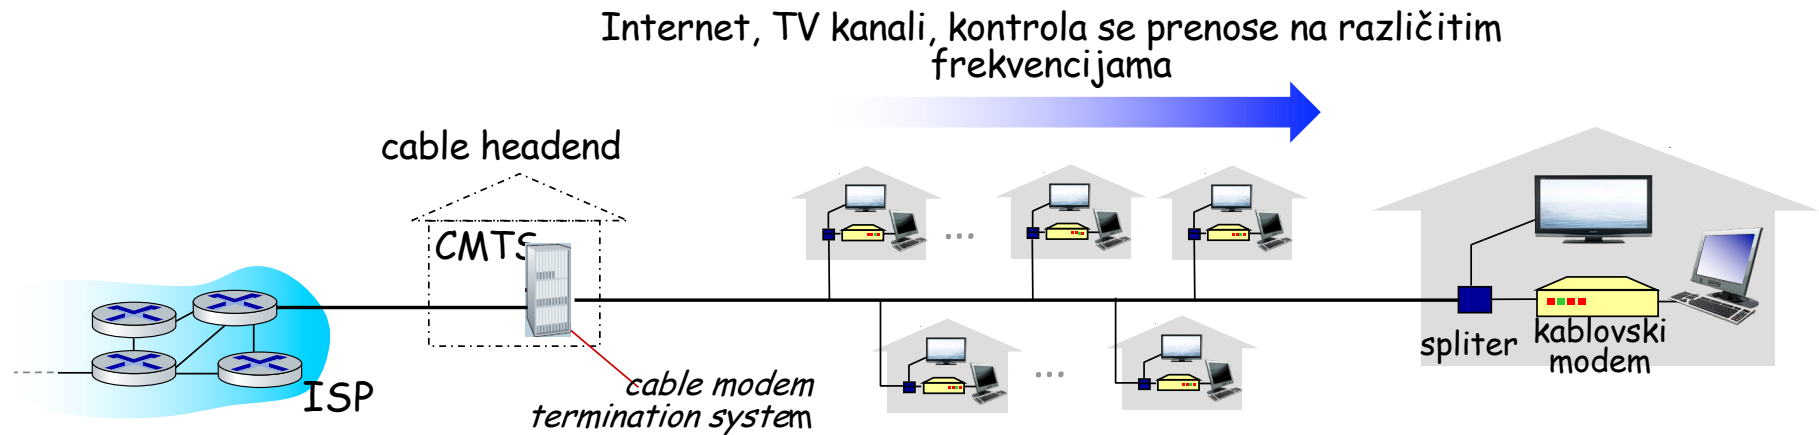 Internet, TV kanali, kontrola se prenose na različitim
frekvencijama
cable headend
CMTS
ISP
cable modem
termination system
spliter
kablovski
modem